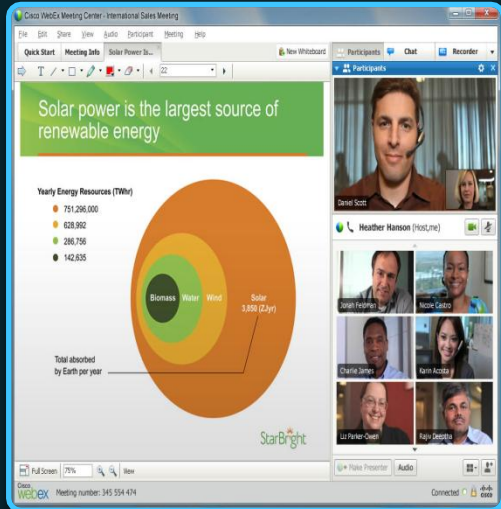 Cisco WebEx Meeting Center - International Sales Meeting
File Edit Share View Audio Participant Meeting Help
Quick Start Meeting Info Solar Power Is...
New Whiteboard
Participants Chat Recorder
Participants
T
22
Solar power is the largest source of
renewable energy
Yearly Energy Resources (TWhr)
751,296,000
628,992
286,756
142,635
Biomass Water Wind Solar
3,850 (ZJyr)
Total absorbed
by Earth per year
StarBright
Daniel Scott
Heather Hanson (Host,me)
Jonah Feldman
Nicole Castro
Charlie James
Karin Acosta
Liz Parker-Owen
Rajiv Deeptha
Make Presenter Audio
Full Screen 75% View
Cisco
webex Meeting number: 345 554 474
Connected
CISCO